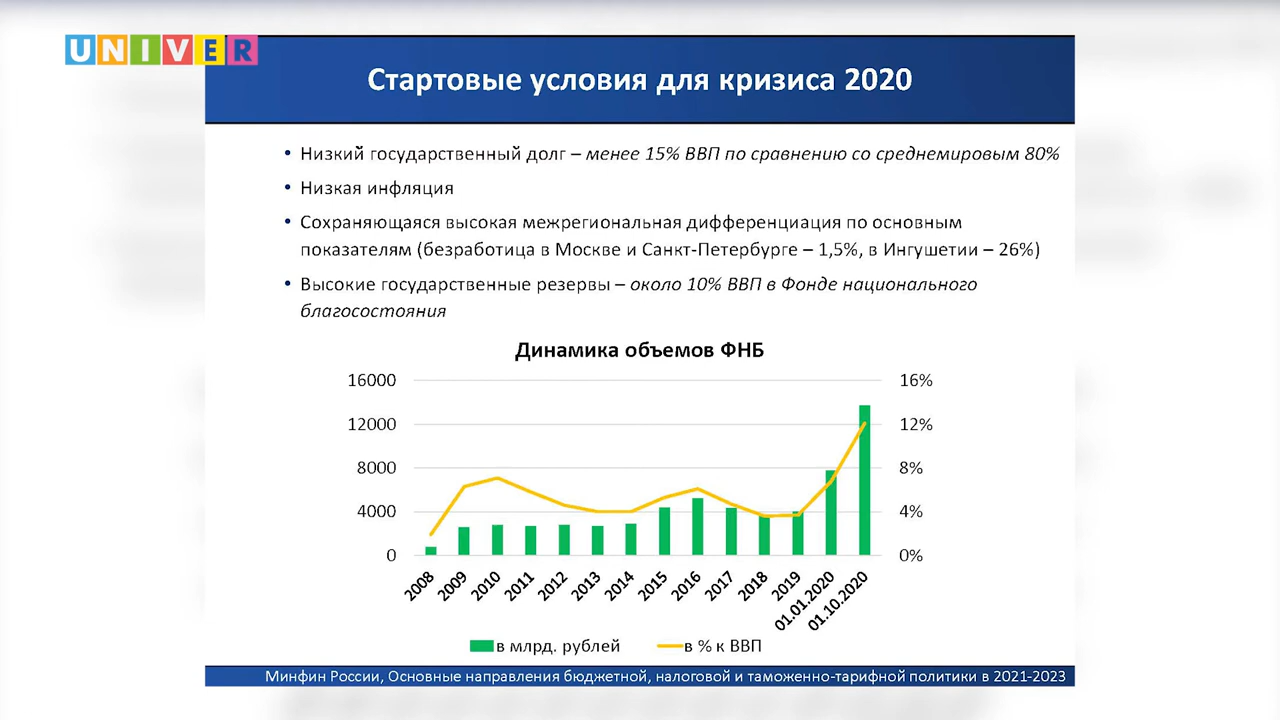 UNIVER
Стартовые условия для кризиса 2020
• Низкий государственный долг – менее 15% ВВП по сравнению со среднемировым 80%
• Низкая инфляция
• Сохраняющаяся высокая межрегиональная дифференциация по основным
показателям (безработица в Москве и Санкт-Петербурге – 1,5%, в Ингушетии – 26%)
• Высокие государственные резервы – около 10% ВВП в Фонде национального
благосостояния
Динамика объемов ФНБ
16000 16%
12000 12%
8000 8%
4000 4%
0 0%
2008 2009 2010 2011 2012 2013 2014 2015 2016 2017 2018 2019 01.01.2020 01.10.2020
в млрд. рублей в % к ВВП
Минфин России, Основные направления бюджетной, налоговой и таможенно-тарифной политики в 2021-2023